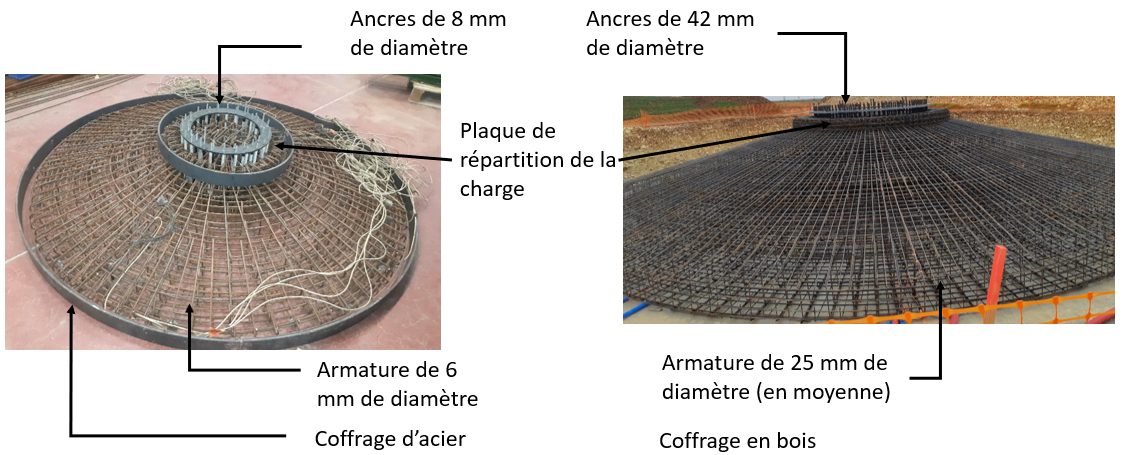 Ancres de 8 mm
de diamètre
Ancres de 42 mm
de diamètre
Plaque de
répartition de la
charge
Armature de 6
mm de diamètre
Coffrage d’acier
Armature de 25 mm de
diamètre (en moyenne)
Coffrage en bois